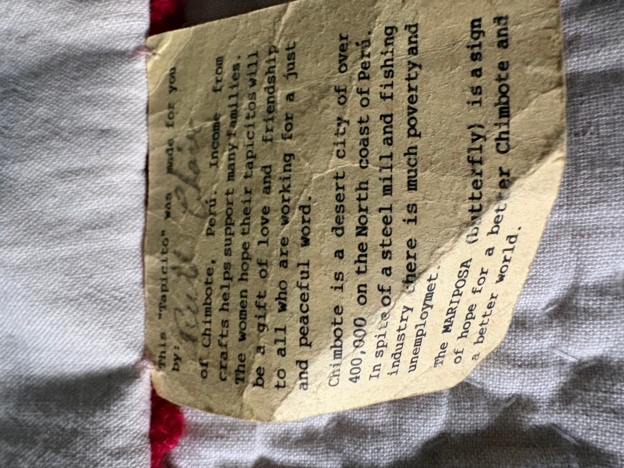 This "Tapicito" was made for you
by: Ruth
of Chimbote, Perú. Income from
crafts helps support many families.
The women hope their tapicitos will
be a gift of love and friendship
to all who are working for a just
and peaceful word.
Chimbote is a desert city of over
400,000 on the North coast of Perú.
In spite of a steel mill and fishing
industry there is much poverty and
unemploymet.
The MARIPOSA (butterfly) is a sign
of hope for a better Chimbote and
a better world.